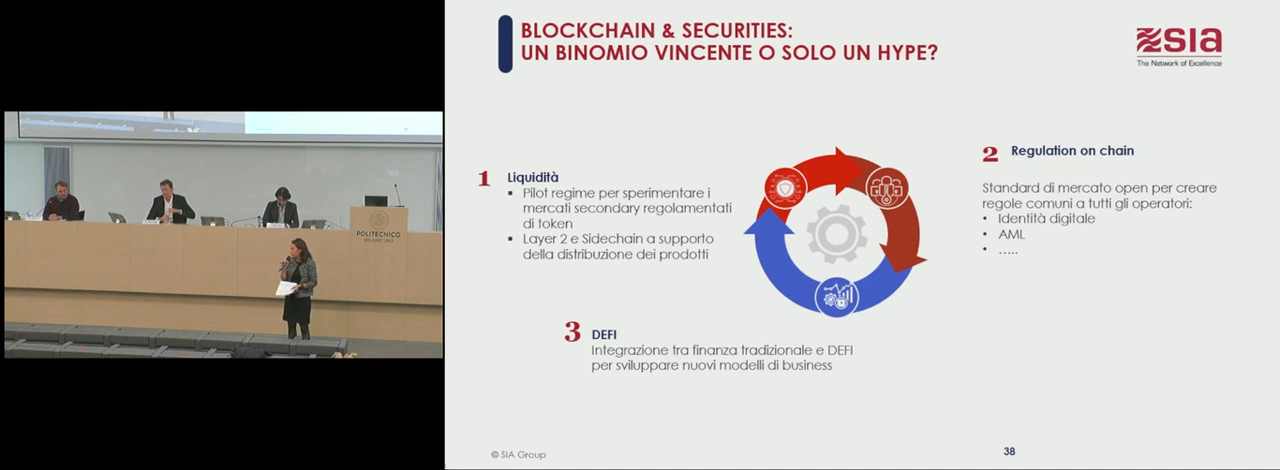 BLOCKCHAIN & SECURITIES:
UN BINOMIO VINCENTE O SOLO UN HYPE?
SIA
The Network of Excellence
1 Liquidità
▪ Pilot regime per sperimentare i
mercati secondary regolamentati
di token
▪ Layer 2 e Sidechain a supporto
della distribuzione dei prodotti
2 Regulation on chain
Standard di mercato open per creare
regole comuni a tutti gli operatori:
• Identità digitale
• AML
• …..
3 DEFI
Integrazione tra finanza tradizionale e DEFI
per sviluppare nuovi modelli di business
© SIA Group
38
POLITECNICO
MILANO 1863